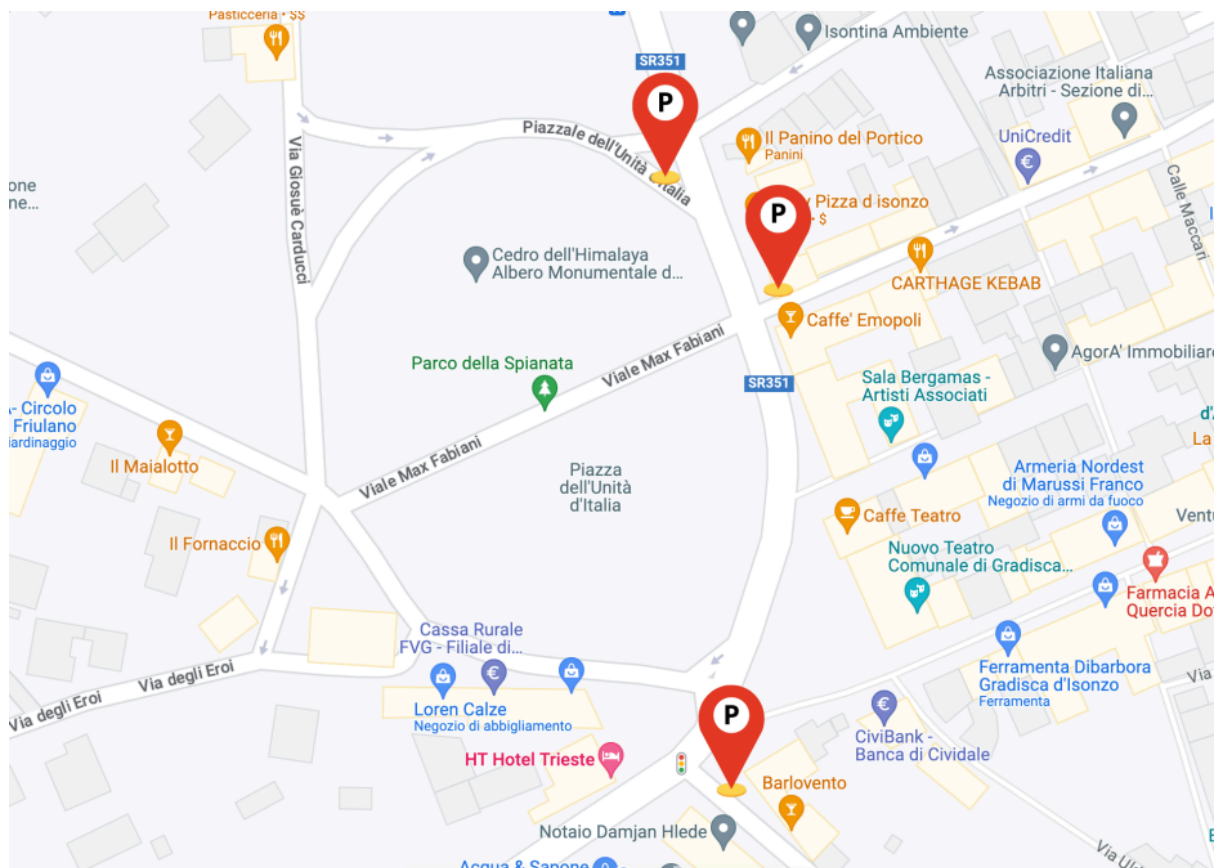 Pasticceria • $$
SR351
Isontina Ambiente
Associazione Italiana
Arbitri - Sezione di...
P
Piazzale dell'Unità d'Italia
Il Panino del Portico
Panini
UniCredit
€
Via Giosuè Carducci
Calle Maccari
P
Pizza d isonzo
• $
Cedro dell'Himalaya
Albero Monumentale d...
CARTHAGE KEBAB
Caffe' Emopoli
Viale Max Fabiani
Parco della Spianata
AgorA' Immobiliare
SR351
Sala Bergamas -
Artisti Associati
Circolo
Friulano
Il Maialotto
Viale Max Fabiani
Piazza
dell'Unità
d'Italia
Armeria Nordest
di Marussi Franco
Negozio di armi da fuoco
La
Caffe Teatro
Il Fornaccio
Nuovo Teatro
Comunale di Gradisca...
Farmacia A
Quercia Do
Cassa Rurale
FVG - Filiale di...
€
Ferramenta Dibarbora
Gradisca d'Isonzo
Ferramenta
Via degli Eroi
Via degli Eroi
Loren Calze
Negozio di abbigliamento
P
€
CiviBank -
Banca di Cividale
HT Hotel Trieste
Barlovento
Notaio Damjan Hlede
Acqua & Sapone